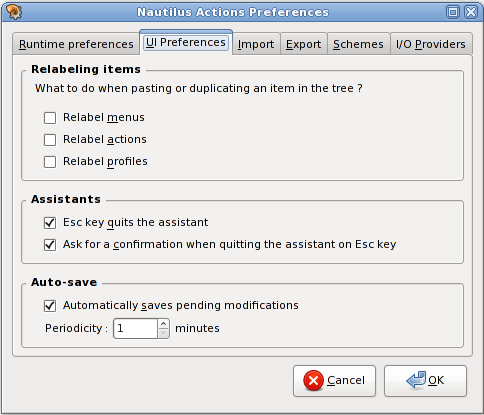 Nautilus Actions Preferences
Runtime preferences UI Preferences Import Export Schemes I/O Providers
Relabeling items
What to do when pasting or duplicating an item in the tree ?
Relabel menus
Relabel actions
Relabel profiles
Assistants
Esc key quits the assistant
Ask for a confirmation when quitting the assistant on Esc key
Auto-save
Automatically saves pending modifications
Periodicity : 1 minutes
Cancel OK